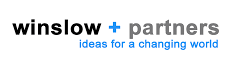 winslow + partners
ideas for a changing world